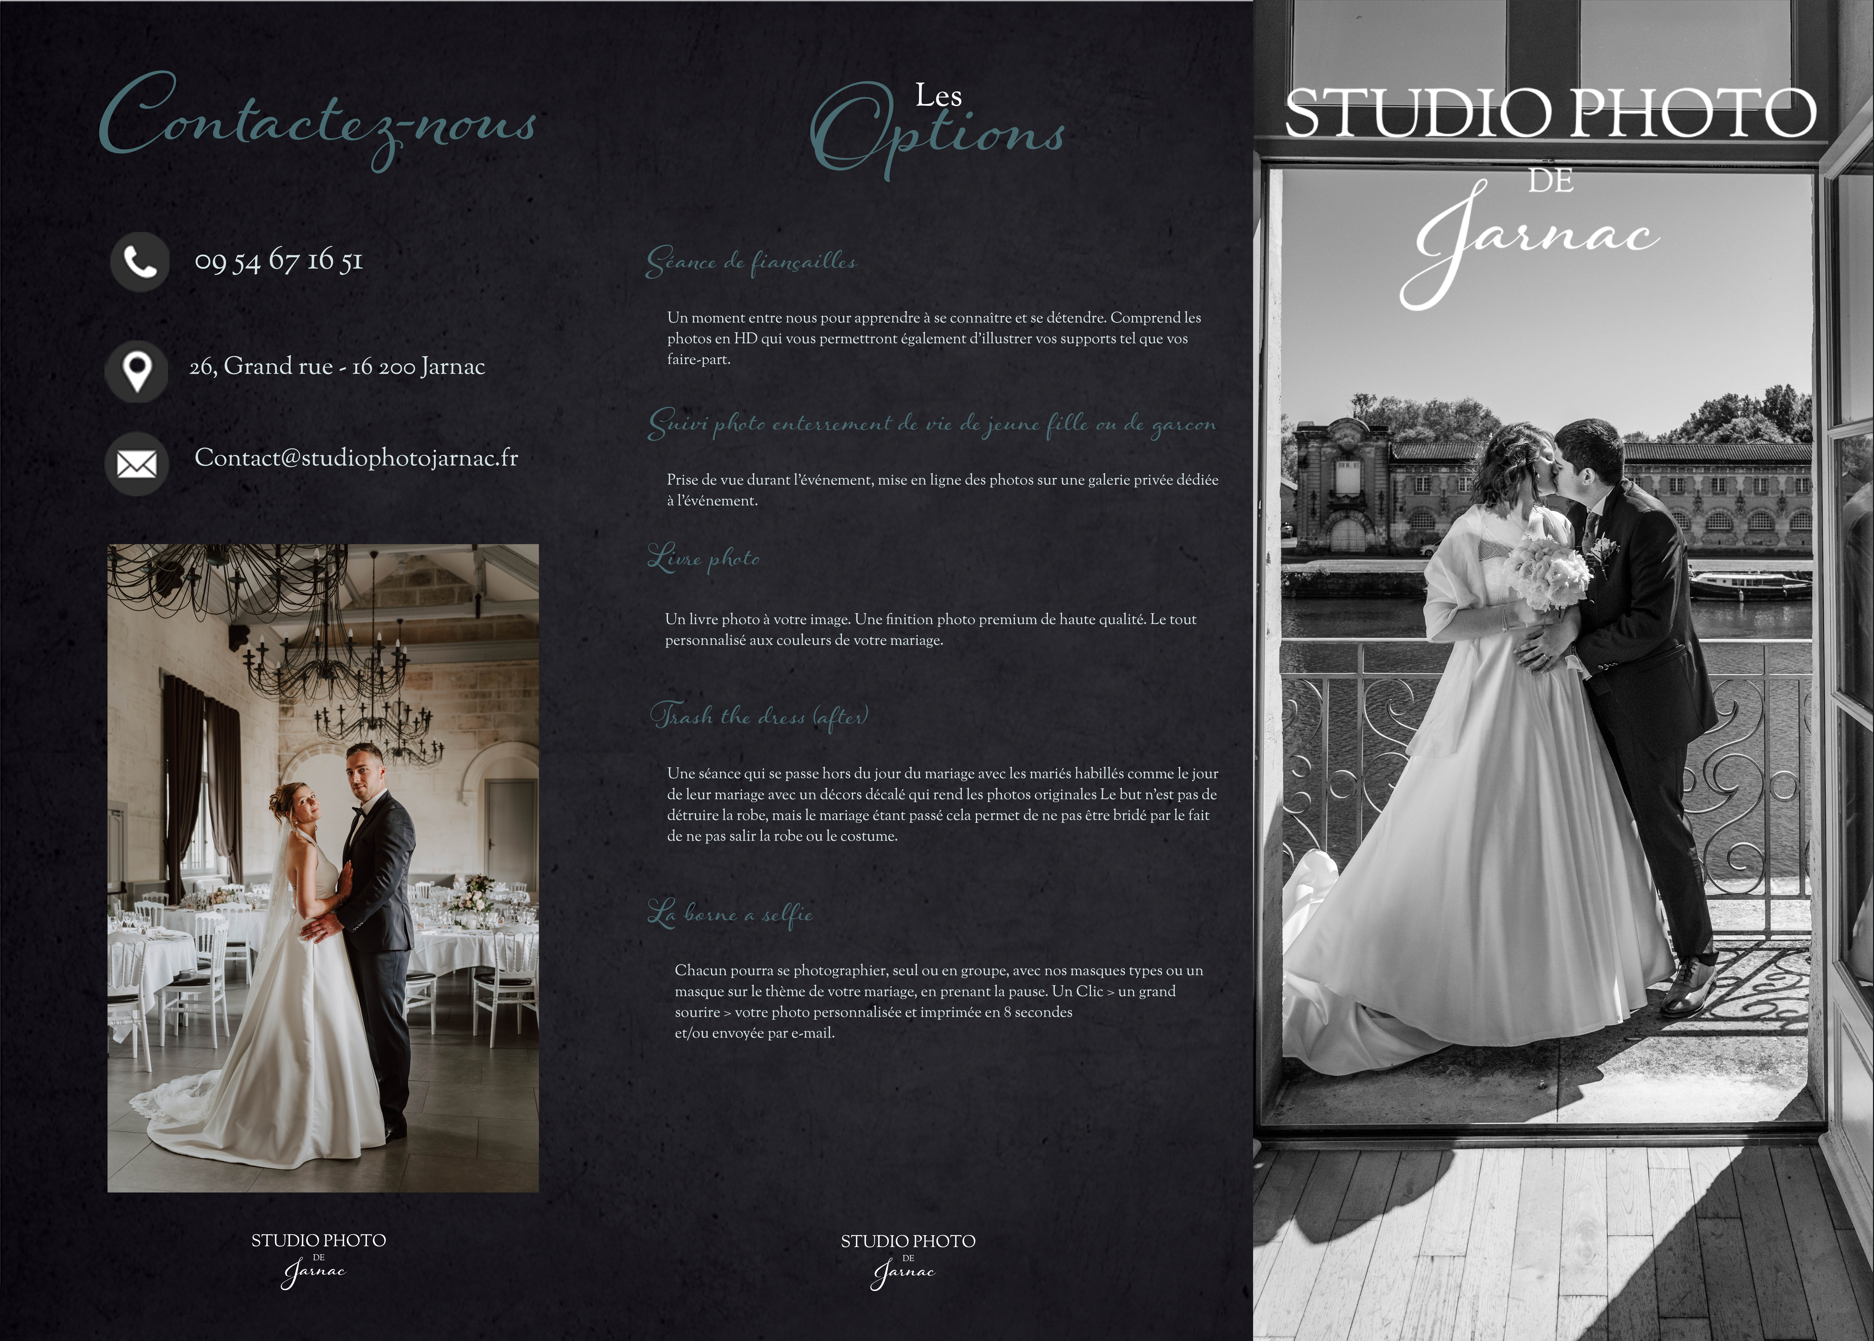 Contactez-nous
09 54 67 16 51
26, Grand rue - 16 200 Jarnac
Contact@studiophotojarnac.fr
STUDIO PHOTO
DE
Jarnac
Les
Options
Séance de fiançailles
Un moment entre nous pour apprendre à se connaître et se détendre. Comprend les
photos en HD qui vous permettront également d'illustrer vos supports tel que vos
faire-part.
Suivi photo enterrement de vie de jeune fille ou de garcon
Prise de vue durant l'événement, mise en ligne des photos sur une galerie privée dédiée
à l'événement.
Livre photo
Un livre photo à votre image. Une finition photo premium de haute qualité. Le tout
personnalisé aux couleurs de votre mariage.
Trash the dress (after)
Une séance qui se passe hors du jour du mariage avec les mariés habillés comme le jour
de leur mariage avec un décors décalé qui rend les photos originales Le but n'est pas de
détruire la robe, mais le mariage étant passé cela permet de ne pas être bridé par le fait
de ne pas salir la robe ou le costume.
La borne a selfie
Chacun pourra se photographier, seul ou en groupe, avec nos masques types ou un
masque sur le thème de votre mariage, en prenant la pause. Un Clic > un grand
sourire > votre photo personnalisée et imprimée en 8 secondes
et/ou envoyée par e-mail.
STUDIO PHOTO
DE
Jarnac
STUDIO PHOTO
DE
Jarnac